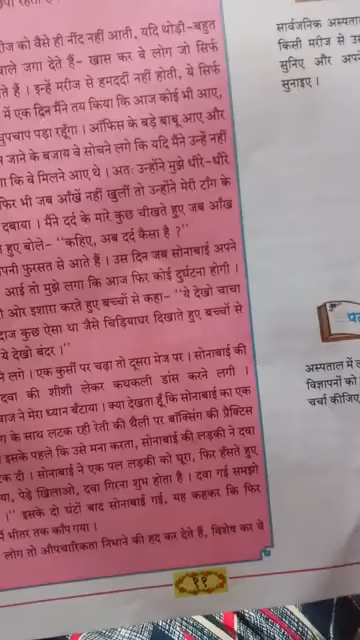 ज को वैसे ही नींद नहीं आती, यदि थोड़ी-बहुत
वाले जगा देते हैं - खास कर वे लोग जो सिर्फ
ते हैं । इन्हें मरीज से हमदर्दी नहीं होती, ये सिर्फ
में एक दिन मैंने तय किया कि आज कोई भी आए,
चुपचाप पड़ा रहूँगा । ऑफिस के बड़े बाबू आए और
जाने के बजाय वे सोचने लगे कि यदि मैंने उन्हें नहीं
गा कि वे मिलने आए थे । अतः उन्होंने मुझे धीरे-धीरे
फिर भी जब आँखें नहीं खुलीं तो उन्होंने मेरी टाँग के
दबाया । मैंने दर्द के मारे कुछ चीखते हुए जब आँख
हुए बोले- ‘‘कहिए, अब दर्द कैसा है ?’’
पनी फुरसत से आते हैं । उस दिन जब सोनाबाई अपने
आई तो मुझे लगा कि आज फिर कोई दुर्घटना होगी ।
ओर इशारा करते हुए बच्चों से कहा- ‘‘ये देखो चाचा
दाज कुछ ऐसा था जैसे चिड़ियाघर दिखाते हुए बच्चों से
‘ये देखो बंदर ।’’
ने लगे । एक कुर्सी पर चढ़ा तो दूसरा मेज पर । सोनाबाई की
दवा की शीशी लेकर कथकली डांस करने लगी ।
वाज ने मेरा ध्यान बँटाया । क्या देखता हूँ कि सोनाबाई का एक
ग के साथ लटक रही रेती की थैली पर बॉक्सिंग की प्रैक्टिस
इसके पहले कि उसे मना करता, सोनाबाई की लड़की ने दवा
क दी । सोनाबाई ने एक पल लड़की को घूरा, फिर हँसते हुए
या, पेड़े खिलाओ, दवा गिरना शुभ होता है । दवा गई समझो
।’’ इसके दो घंटों बाद सोनाबाई गई, यह कहकर कि फिर
भीतर तक काँप गया ।
लोग तो औपचारिकता निभाने की हद कर देते हैं, विशेष कर वे
११
सार्वजनिक अस्पता
किसी मरीज से उ
सुनिए और अप
सुनाइए ।
अस्पताल में ल
विज्ञापनों को
चर्चा कीजिए